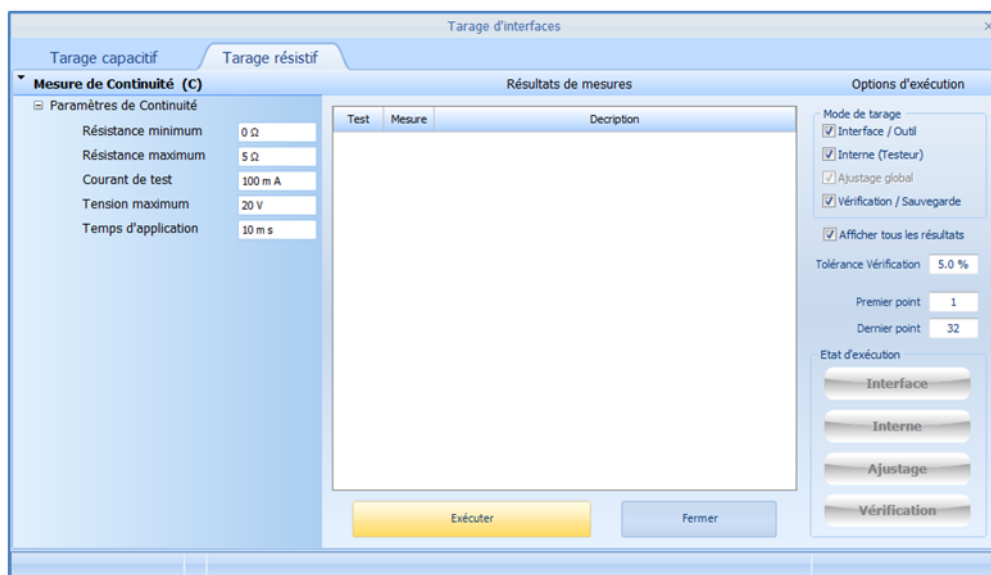 Tarage d'interfaces
Tarage capacitif
Tarage résistif
Mesure de Continuité (C)
Résultats de mesures
Options d'exécution
Paramètres de Continuité
Résistance minimum 0 Ω
Résistance maximum 5 Ω
Courant de test 100 m A
Tension maximum 20 V
Temps d'application 10 m s
Test Mesure Decription
Mode de tarage
Interface / Outil
Interne (Testeur)
Ajustage global
Vérification / Sauvegarde
Afficher tous les résultats
Tolérance Vérification 5.0 %
Premier point 1
Dernier point 32
Etat d'exécution
Interface
Interne
Ajustage
Vérification
Exécuter
Fermer